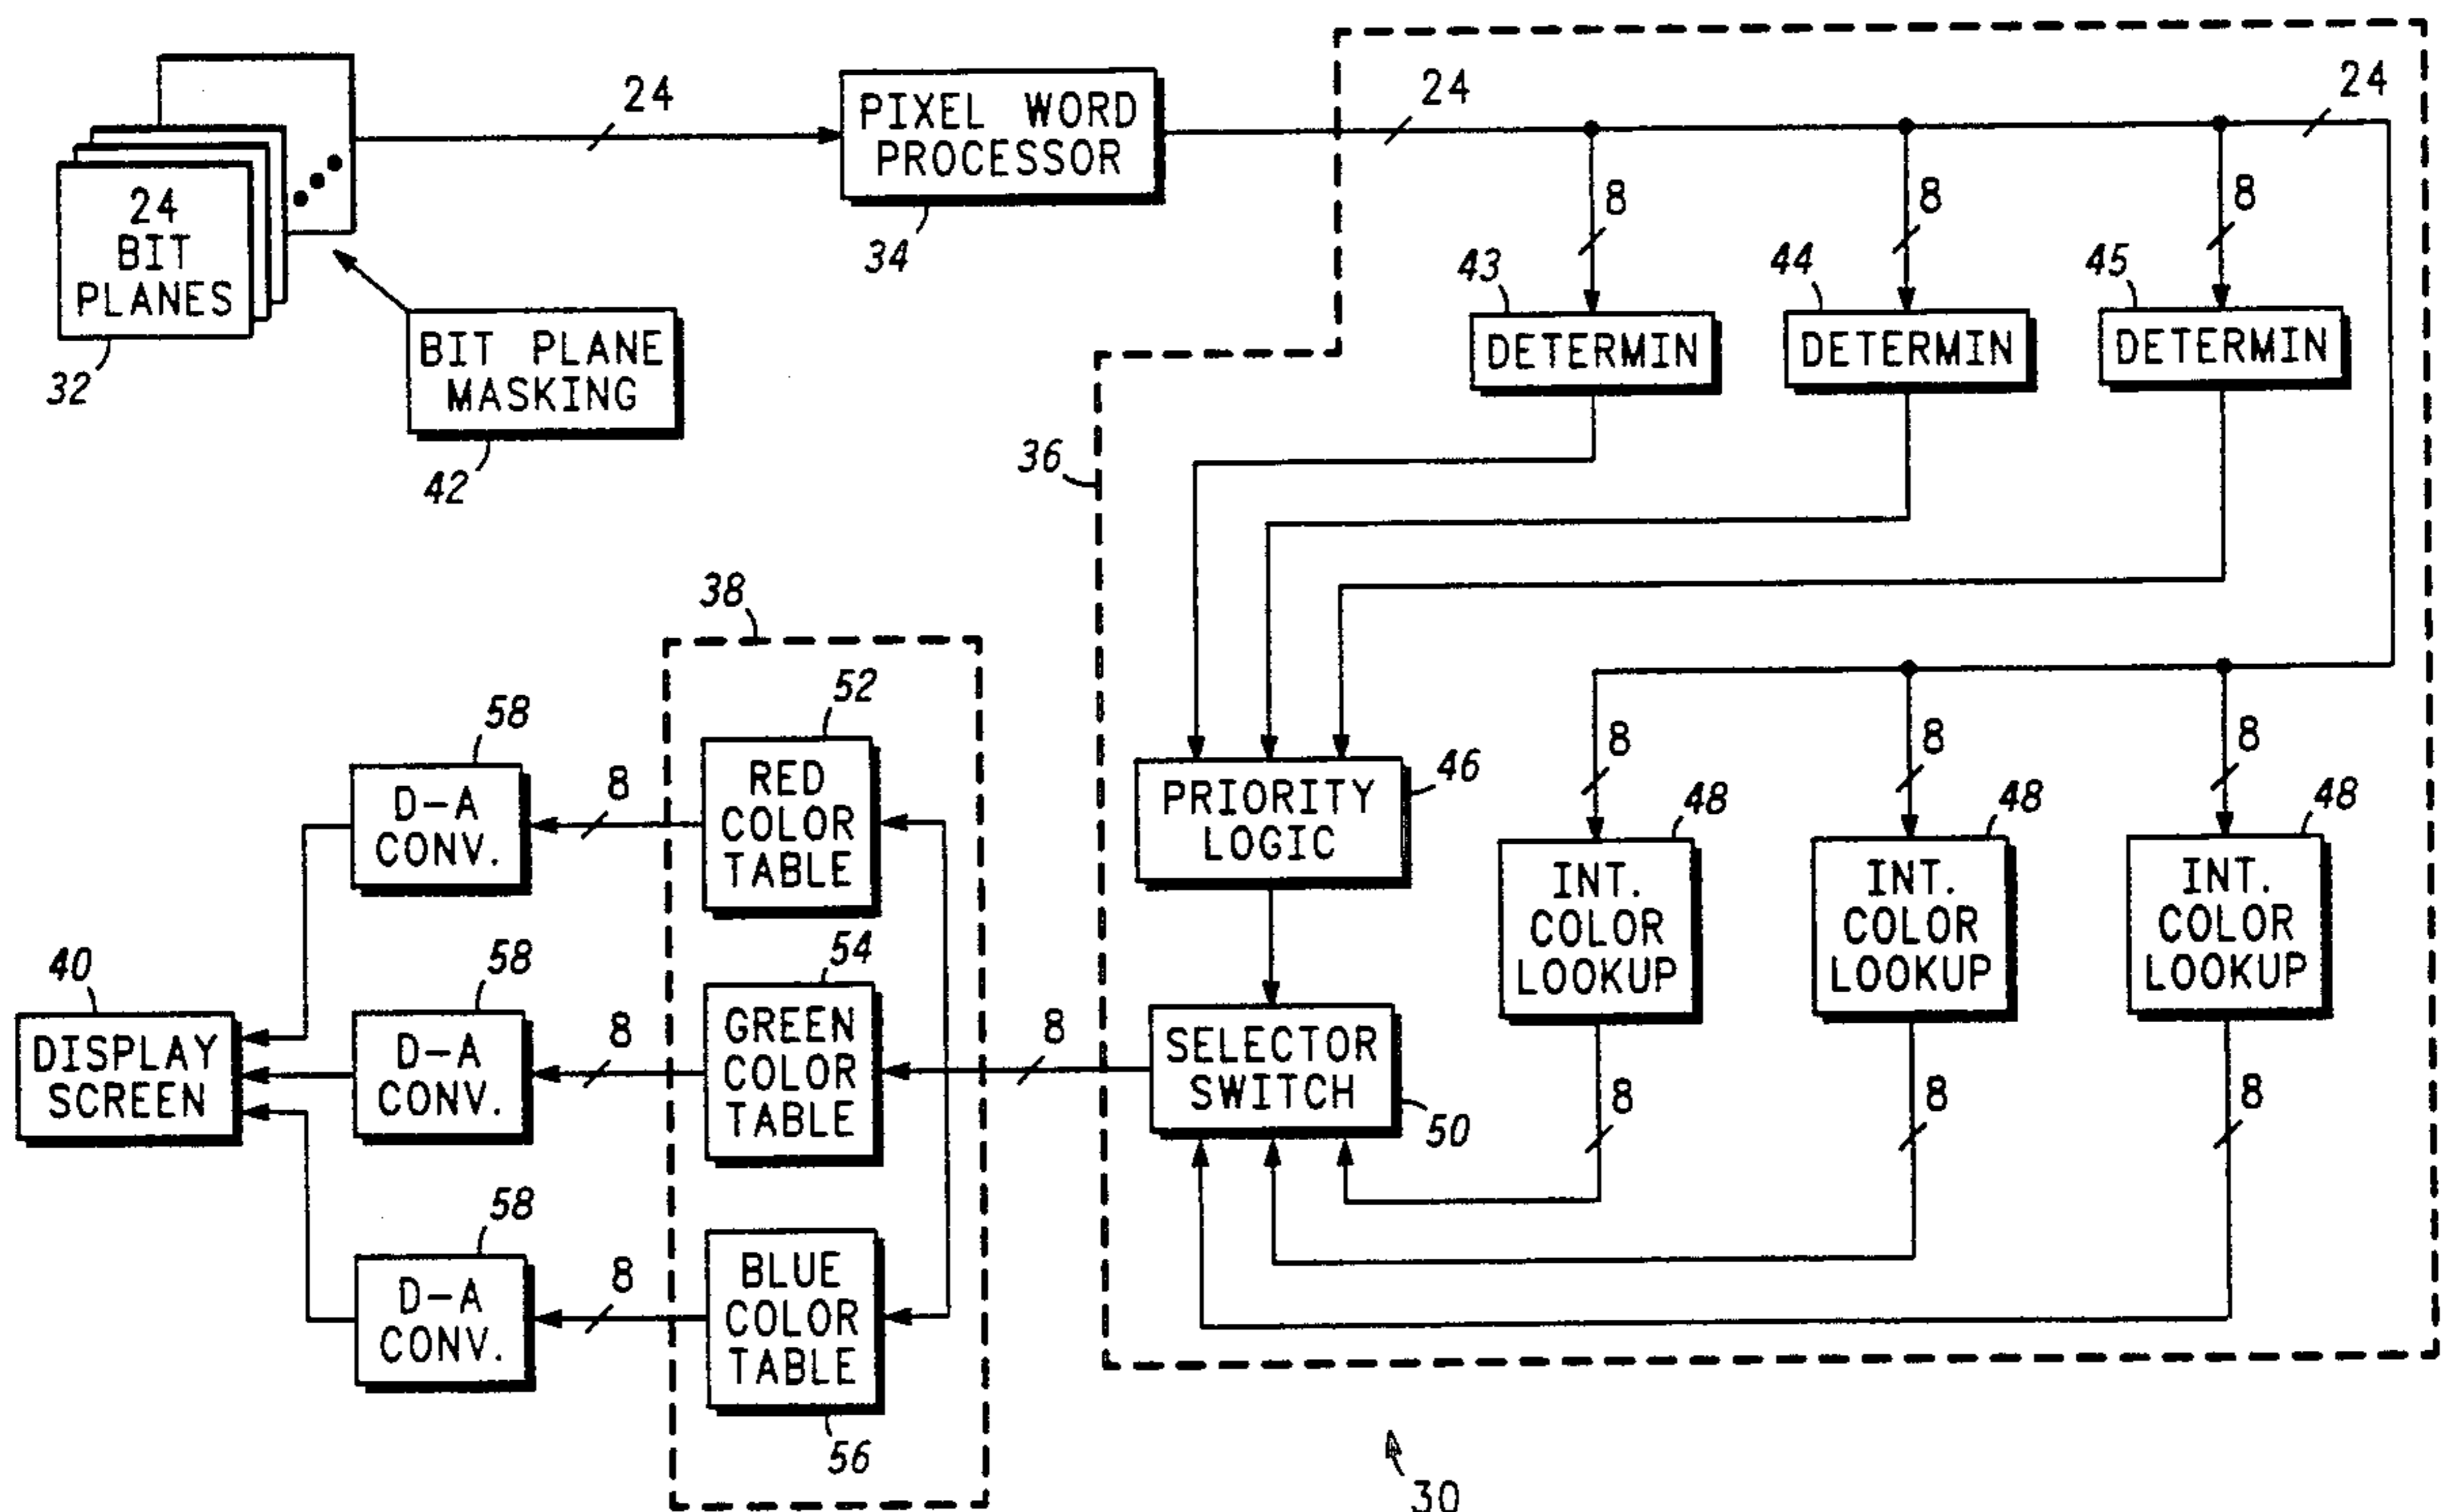 24
24
24
PIXEL WORD
PROCESSOR
34
24
BIT
PLANES
32
BIT PLANE
MASKING
42
8
8
8
43
44
45
DETERMIN
DETERMIN
DETERMIN
36
38
52
58
8
8
8
46
48
48
48
D-A
CONV.
8
RED
COLOR
TABLE
PRIORITY
LOGIC
INT.
COLOR
LOOKUP
INT.
COLOR
LOOKUP
INT.
COLOR
LOOKUP
40
58
54
DISPLAY
SCREEN
D-A
CONV.
8
GREEN
COLOR
TABLE
8
SELECTOR
SWITCH
50
8
8
8
58
D-A
CONV.
8
BLUE
COLOR
TABLE
56
30